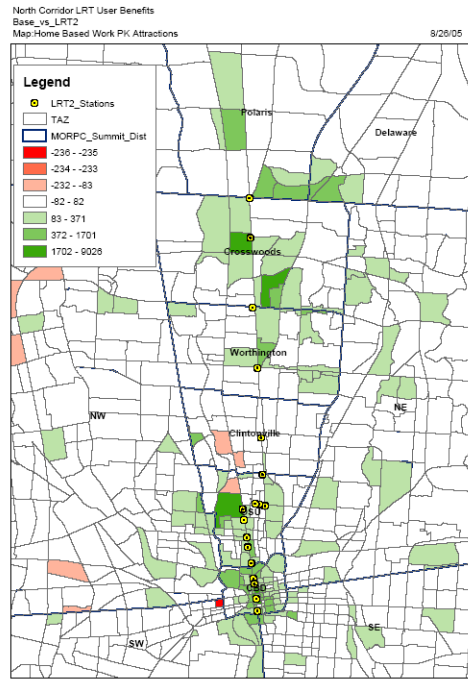 North Corridor LRT User Benefits
Base_vs_LRT2
Map:Home Based Work PK Attractions
8/26/05
Legend
LRT2_Stations
TAZ
MORPC_Summit_Dist
-236 - -235
-234 - -233
-232 - -83
-82 - 82
83 - 371
372 - 1701
1702 - 9026
Polaris
Delaware
Crosswoods
Worthington
NW
NE
Clintonville
OSU
CBD
SW
SE